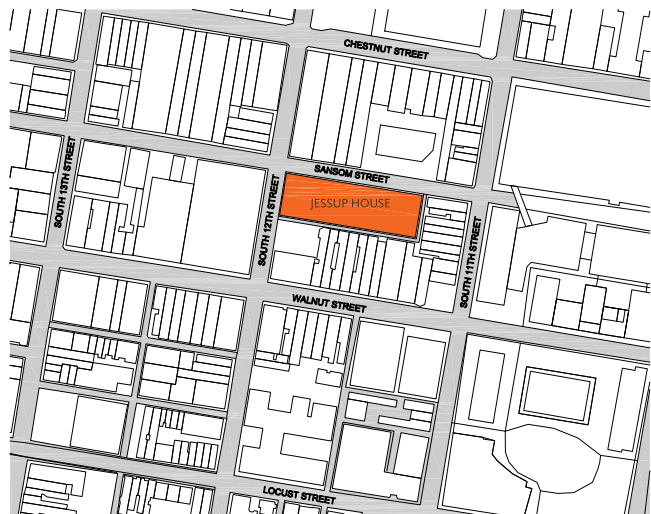 CHESTNUT STREET
SANSOM STREET
SOUTH 13TH STREET
SOUTH 12TH STREET
JESSUP HOUSE
SOUTH 11TH STREET
WALNUT STREET
LOCUST STREET